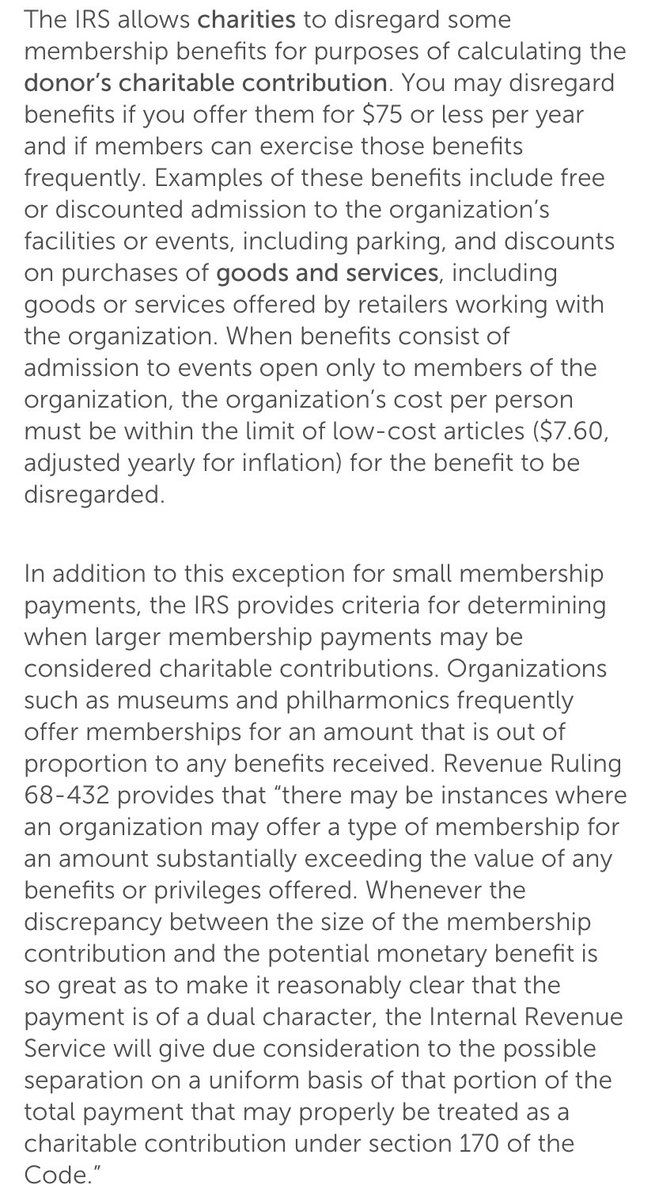 The IRS allows charities to disregard some
membership benefits for purposes of calculating the
donor’s charitable contribution. You may disregard
benefits if you offer them for $75 or less per year
and if members can exercise those benefits
frequently. Examples of these benefits include free
or discounted admission to the organization’s
facilities or events, including parking, and discounts
on purchases of goods and services, including
goods or services offered by retailers working with
the organization. When benefits consist of
admission to events open only to members of the
organization, the organization’s cost per person
must be within the limit of low-cost articles ($7.60,
adjusted yearly for inflation) for the benefit to be
disregarded.
In addition to this exception for small membership
payments, the IRS provides criteria for determining
when larger membership payments may be
considered charitable contributions. Organizations
such as museums and philharmonics frequently
offer memberships for an amount that is out of
proportion to any benefits received. Revenue Ruling
68-432 provides that “there may be instances where
an organization may offer a type of membership for
an amount substantially exceeding the value of any
benefits or privileges offered. Whenever the
discrepancy between the size of the membership
contribution and the potential monetary benefit is
so great as to make it reasonably clear that the
payment is of a dual character, the Internal Revenue
Service will give due consideration to the possible
separation on a uniform basis of that portion of the
total payment that may properly be treated as a
charitable contribution under section 170 of the
Code.”